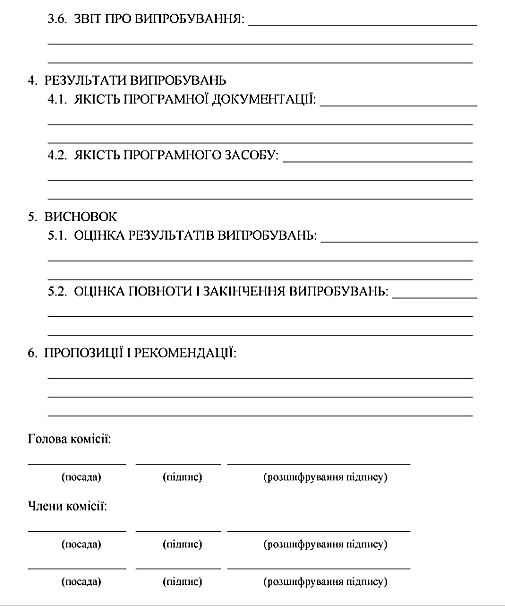 3.6. ЗВІТ ПРО ВИПРОБУВАННЯ:
4. РЕЗУЛЬТАТИ ВИПРОБУВАНЬ
4.1. ЯКІСТЬ ПРОГРАМНОЇ ДОКУМЕНТАЦІЇ:
4.2. ЯКІСТЬ ПРОГРАМНОГО ЗАСОБУ:
5. ВИСНОВОК
5.1. ОЦІНКА РЕЗУЛЬТАТІВ ВИПРОБУВАНЬ:
5.2. ОЦІНКА ПОВНОТИ І ЗАКІНЧЕННЯ ВИПРОБУВАНЬ:
6. ПРОПОЗИЦІЇ І РЕКОМЕНДАЦІЇ:
Голова комісії:
(посада) (підпис) (розшифрування підпису)
Члени комісії:
(посада) (підпис) (розшифрування підпису)
(посада) (підпис) (розшифрування підпису)